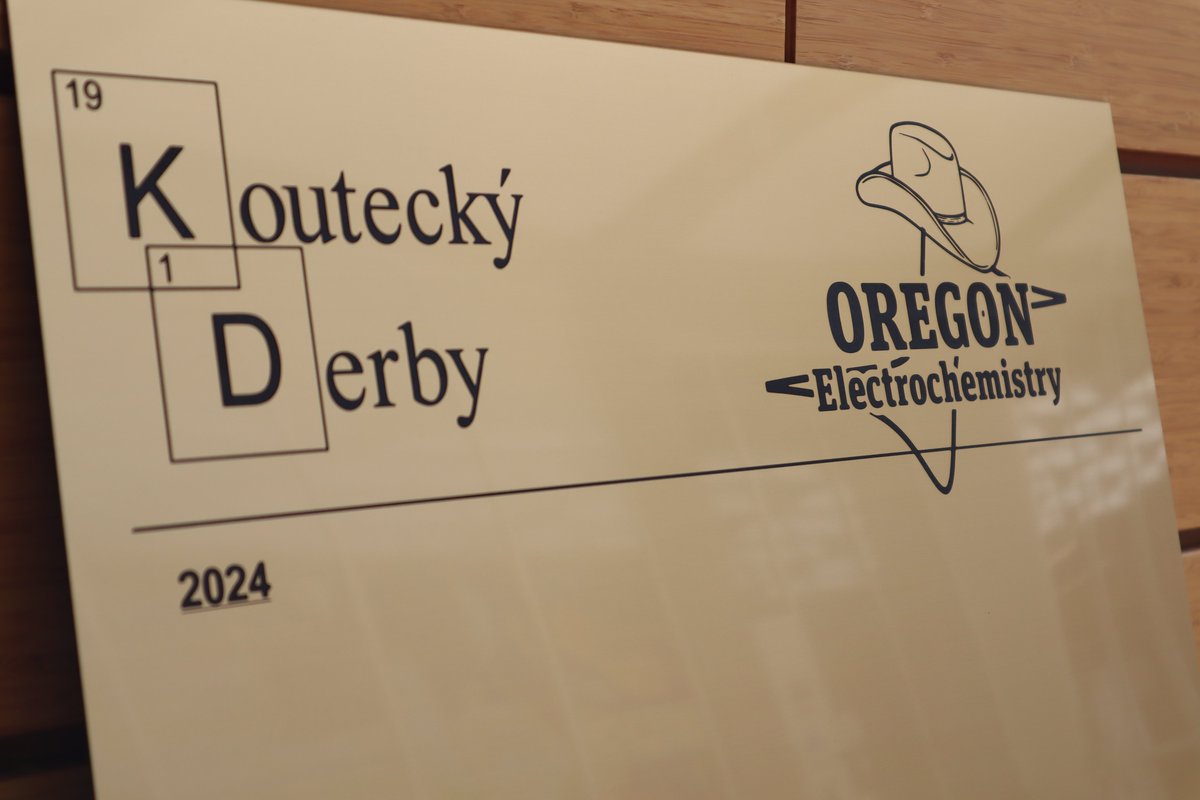 19
Koutecký
1
Derby
OREGON
Electrochemistry
2024